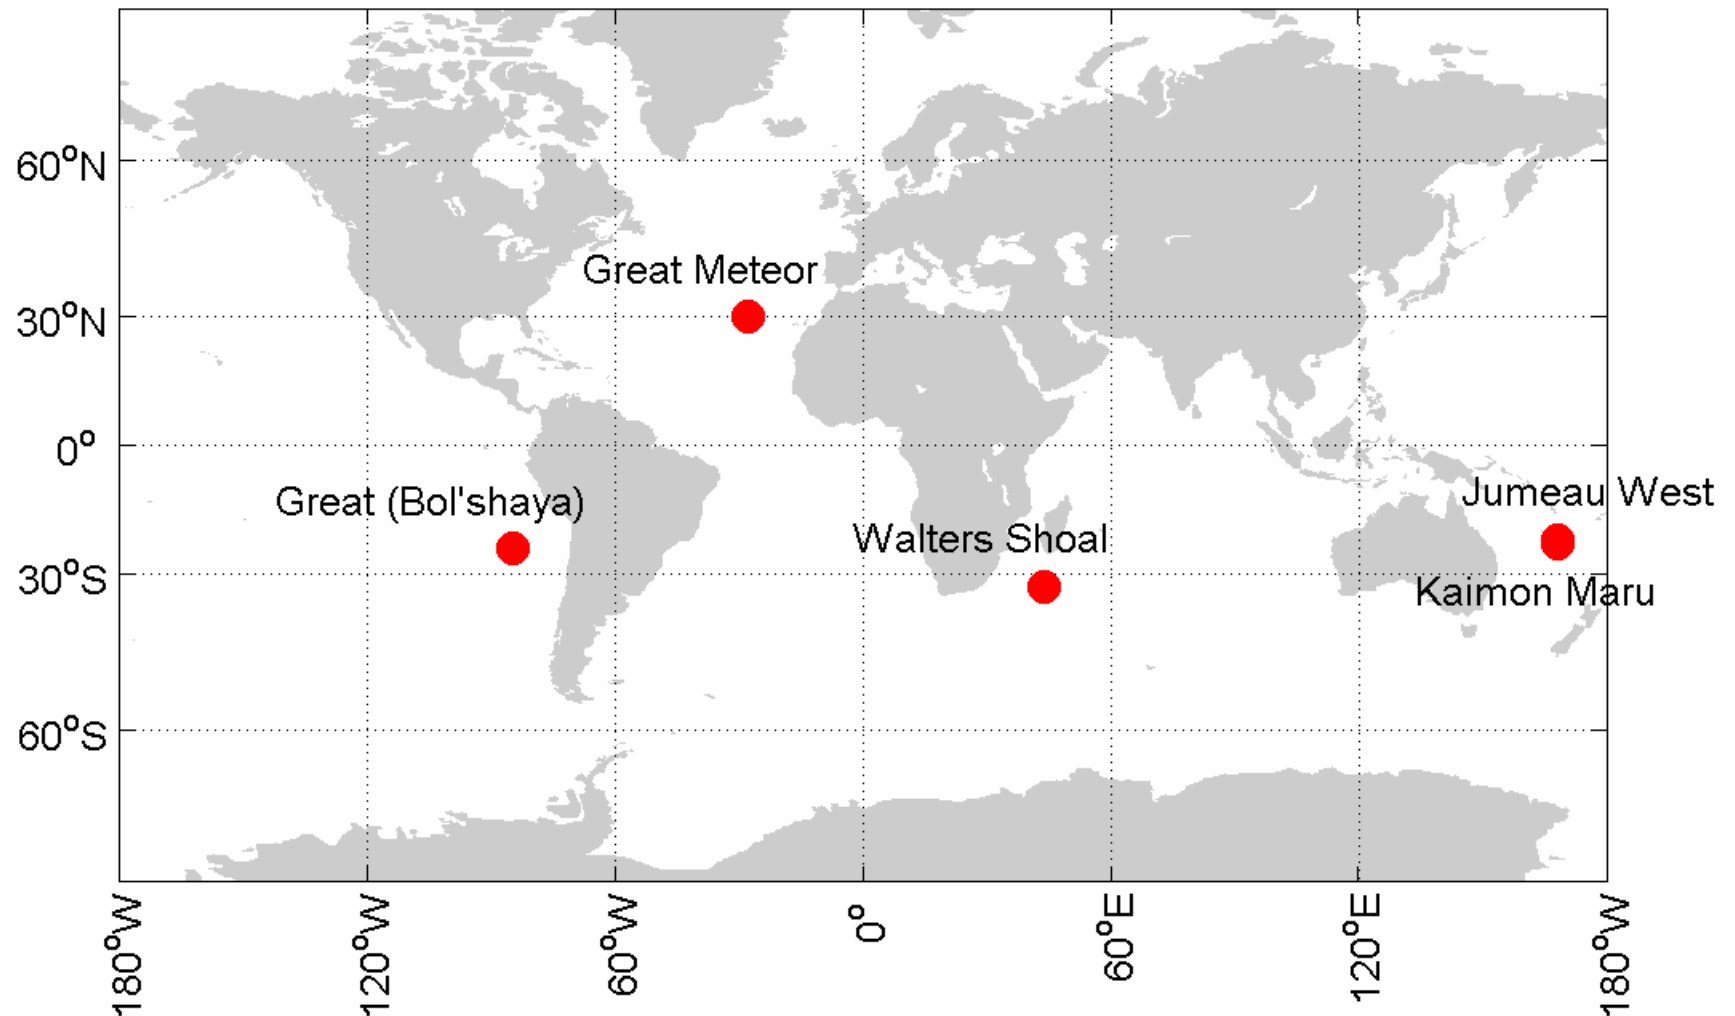 60°N
Great Meteor
30°N
0°
Great (Bol'shaya)
Jumeau West
Walters Shoal
30°S
Kaimon Maru
60°S
180°W
120°W
60°W
0°
60°E
120°E
180°W